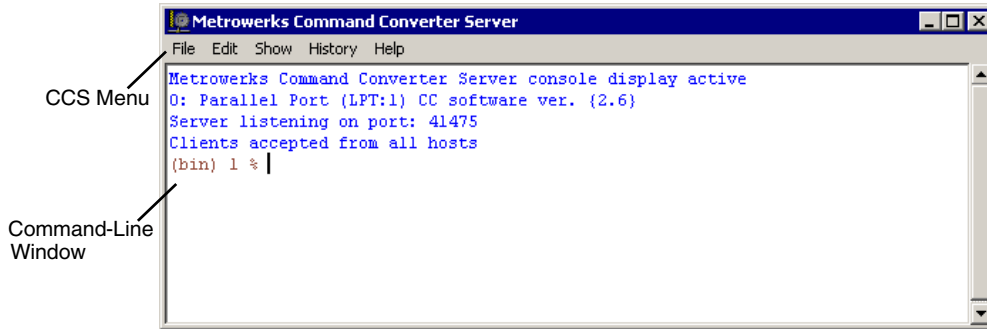 Metrowerks Command Converter Server
File Edit Show History Help
CCS Menu
Metrowerks Command Converter Server console display active
0: Parallel Port (LPT:1) CC software ver. {2.6}
Server listening on port: 41475
Clients accepted from all hosts
(bin) 1 %
Command-Line
Window